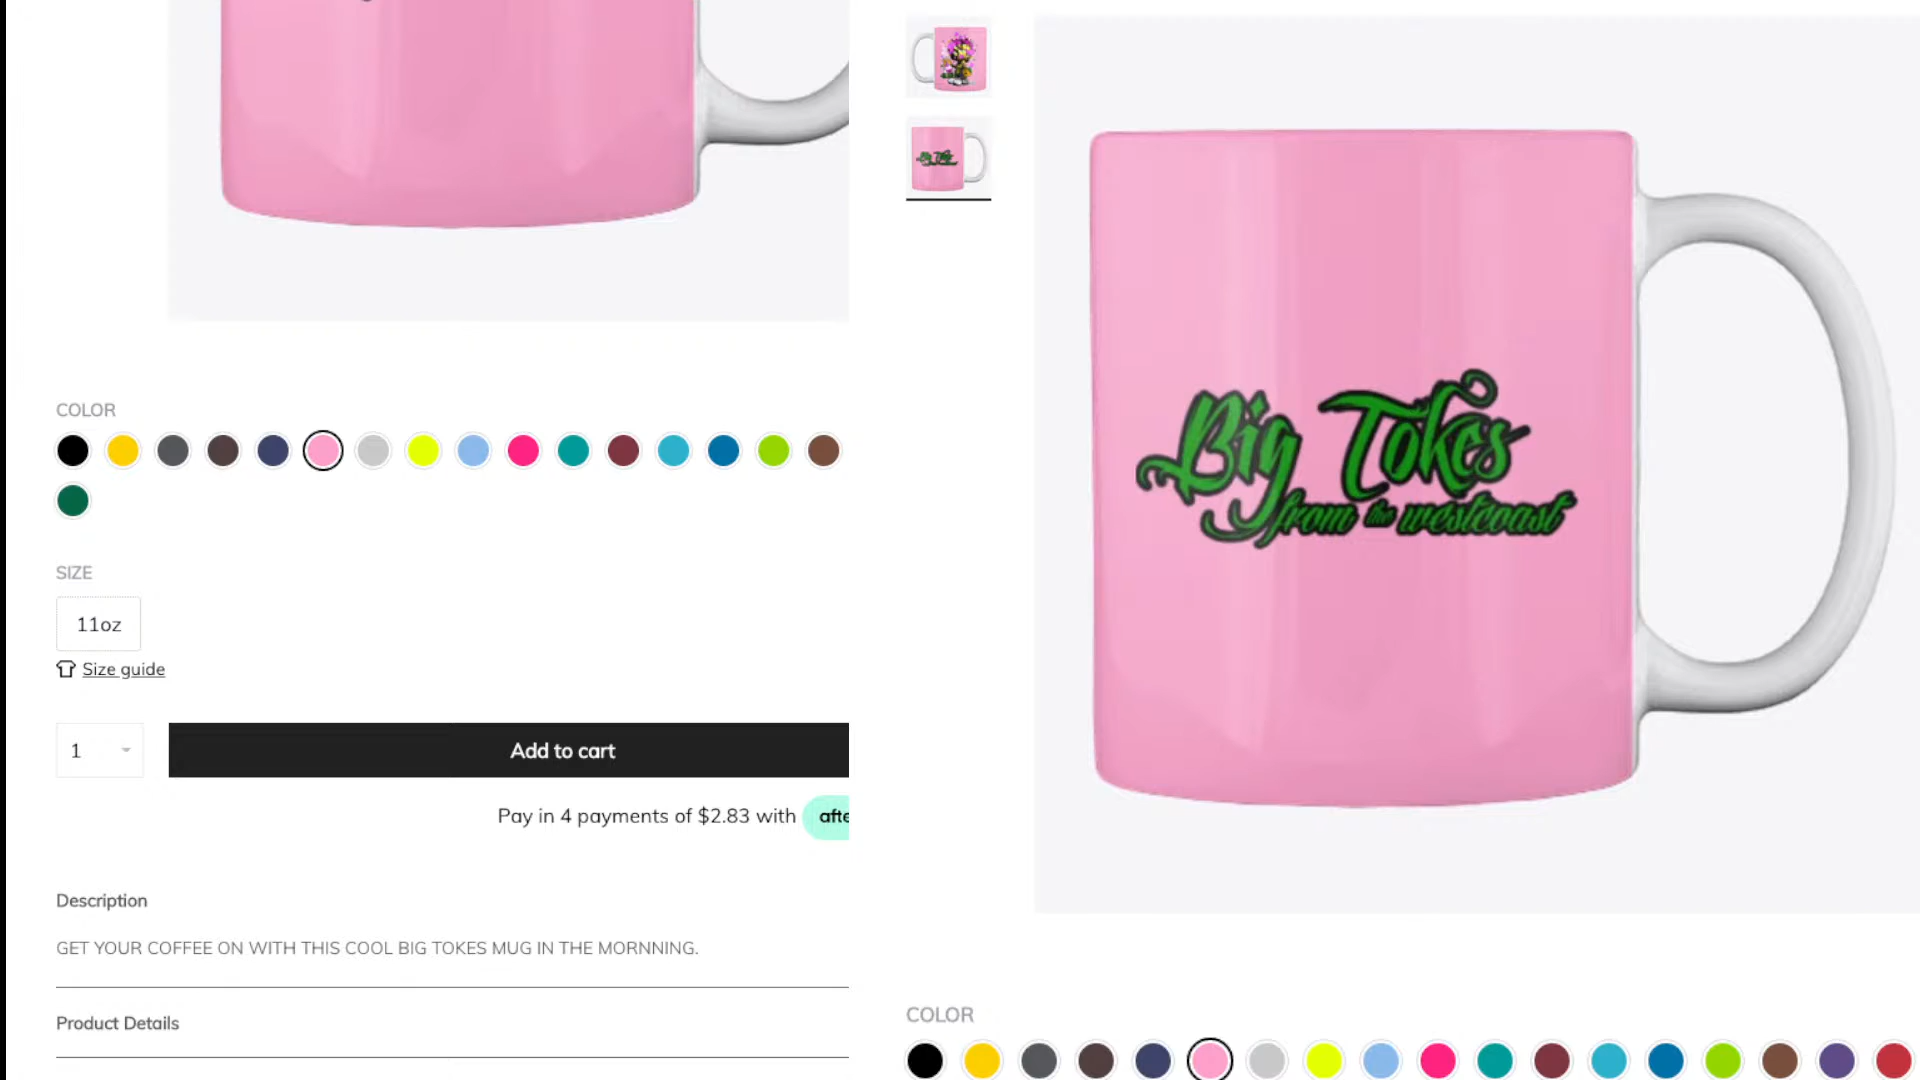 COLOR
SIZE
11oz
Size guide
1
Add to cart
Pay in 4 payments of $2.83 with afte
Description
GET YOUR COFFEE ON WITH THIS COOL BIG TOKES MUG IN THE MORNNING.
Product Details
Big Tokes
Big Tokes
from the westcoast
COLOR